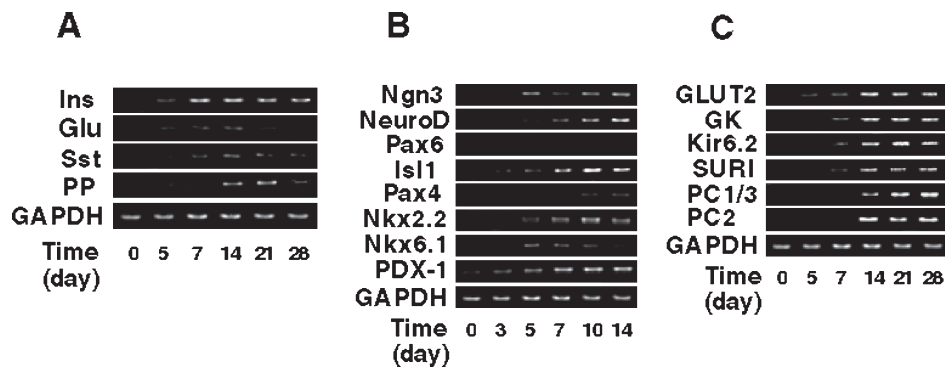 A
Ins
Glu
Sst
PP
GAPDH
Time 0 5 7 14 21 28
(day)
B
Ngn3
NeuroD
Pax6
Isl1
Pax4
Nkx2.2
Nkx6.1
PDX-1
GAPDH
Time 0 3 5 7 10 14
(day)
C
GLUT2
GK
Kir6.2
SURI
PC1/3
PC2
GAPDH
Time 0 5 7 14 21 28
(day)